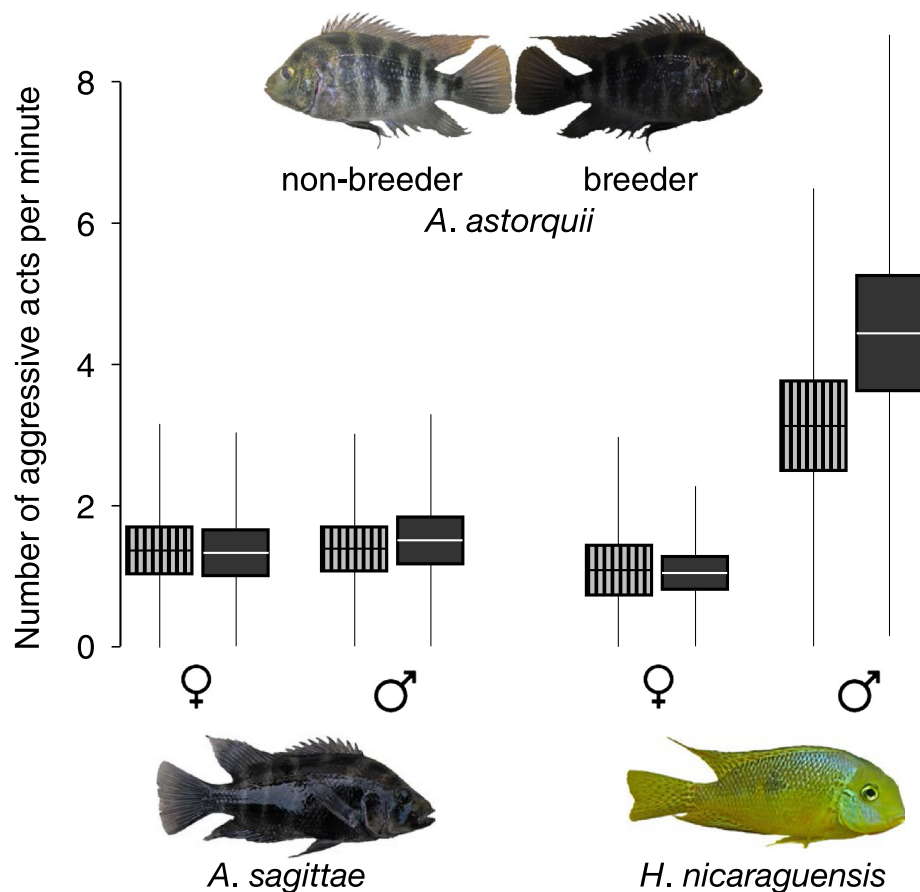 Number of aggressive acts per minute
8
6
4
2
0
non-breeder breeder
A. astorquii
♀ ♂ ♀ ♂
A. sagittae H. nicaraguensis